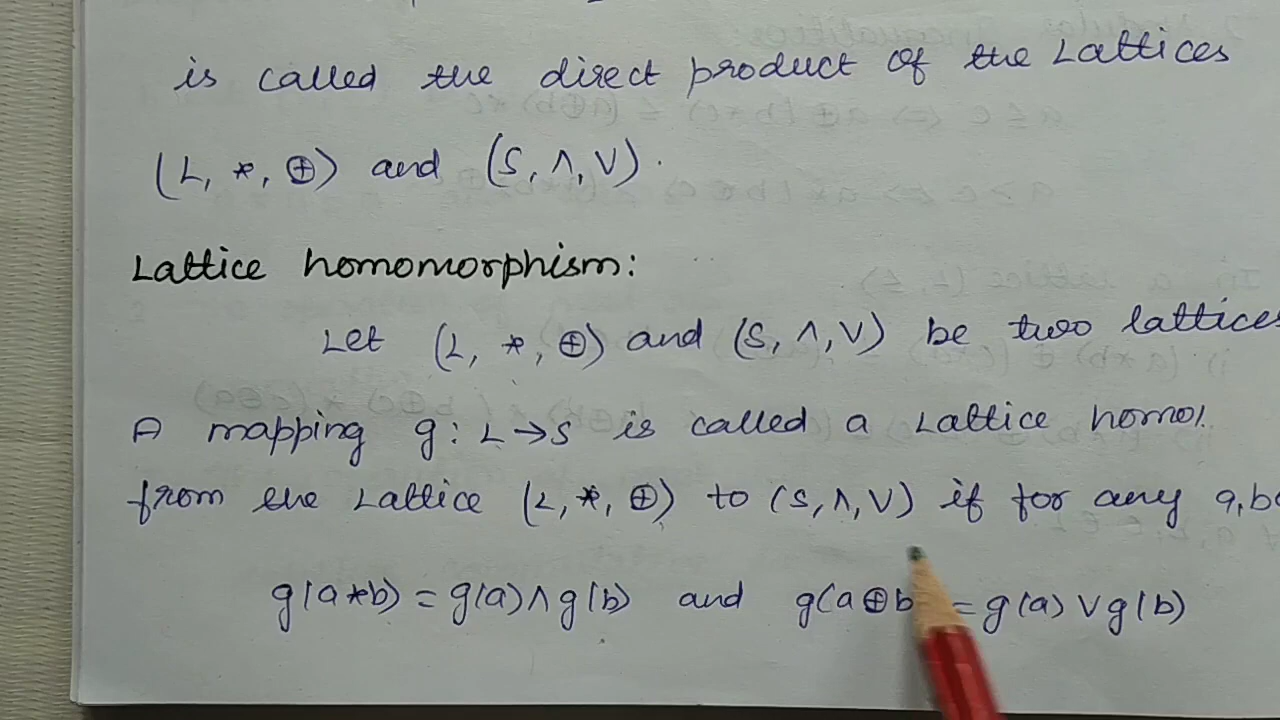 is called the direct product of the Lattices
(L, *, ⊕) and (S, ∧, ∨).
Lattice homomorphism:
Let (L, *, ⊕) and (S, ∧, ∨) be two lattices
A mapping g: L→S is called a Lattice homo.
from the Lattice (L, *, ⊕) to (S, ∧, ∨) if for any a, b
g(a*b) = g(a) ∧ g(b) and g(a⊕b = g(a) ∨ g(b)